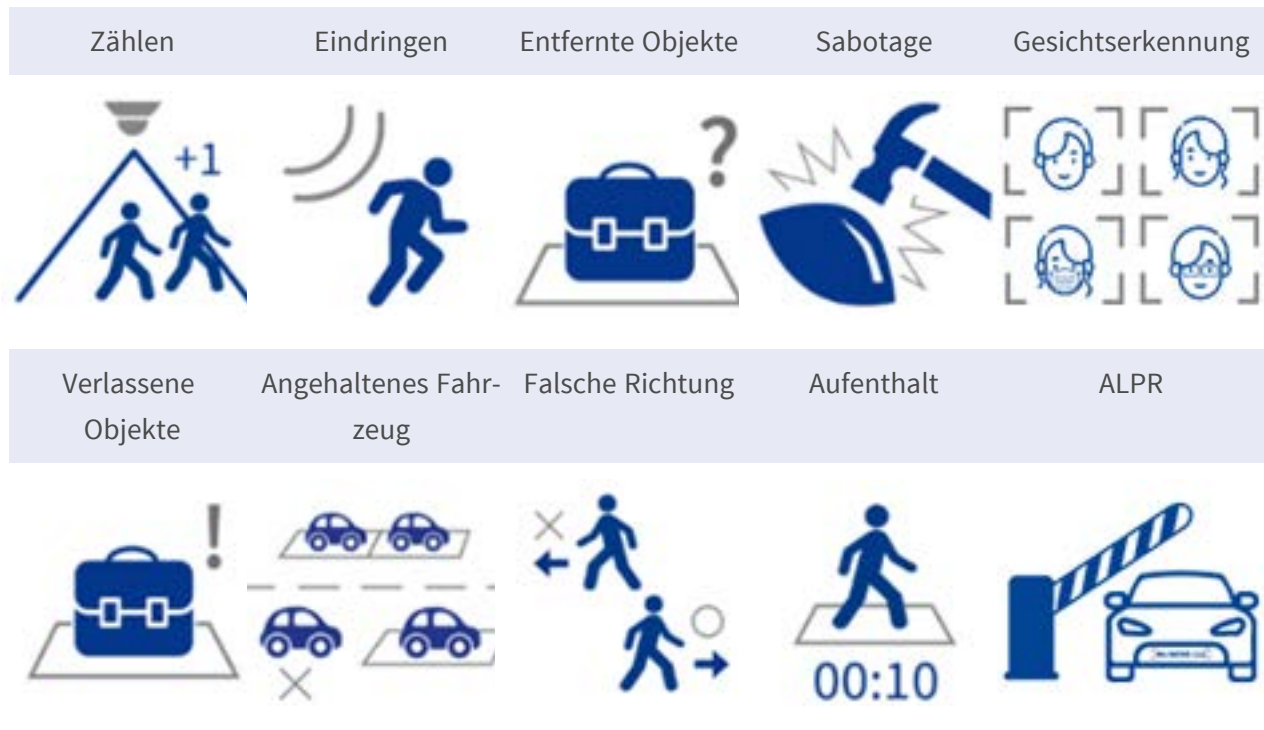 Zählen
Eindringen
Entfernte Objekte
Sabotage
Gesichtserkennung
+1
?
Verlassene
Objekte
Angehaltenes Fahr-
zeug
Falsche Richtung
Aufenthalt
ALPR
!
00:10